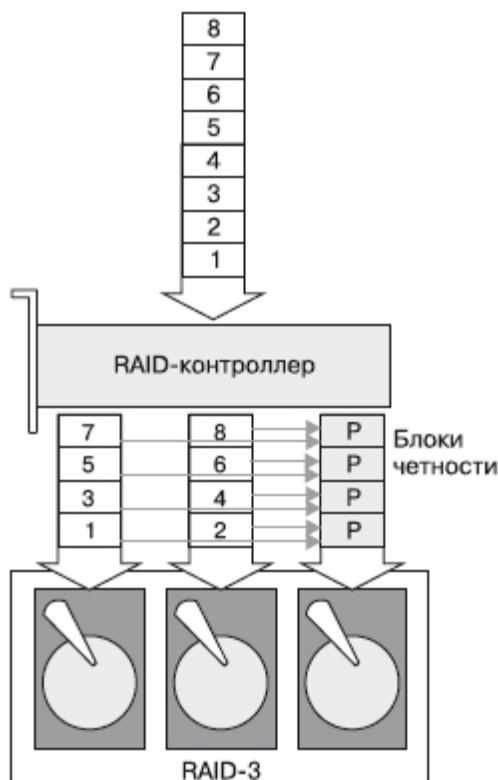 8
7
6
5
4
3
2
1
RAID-контроллер
7 8 P
5 6 P
3 4 P
1 2 P
Блоки
четности
RAID-3